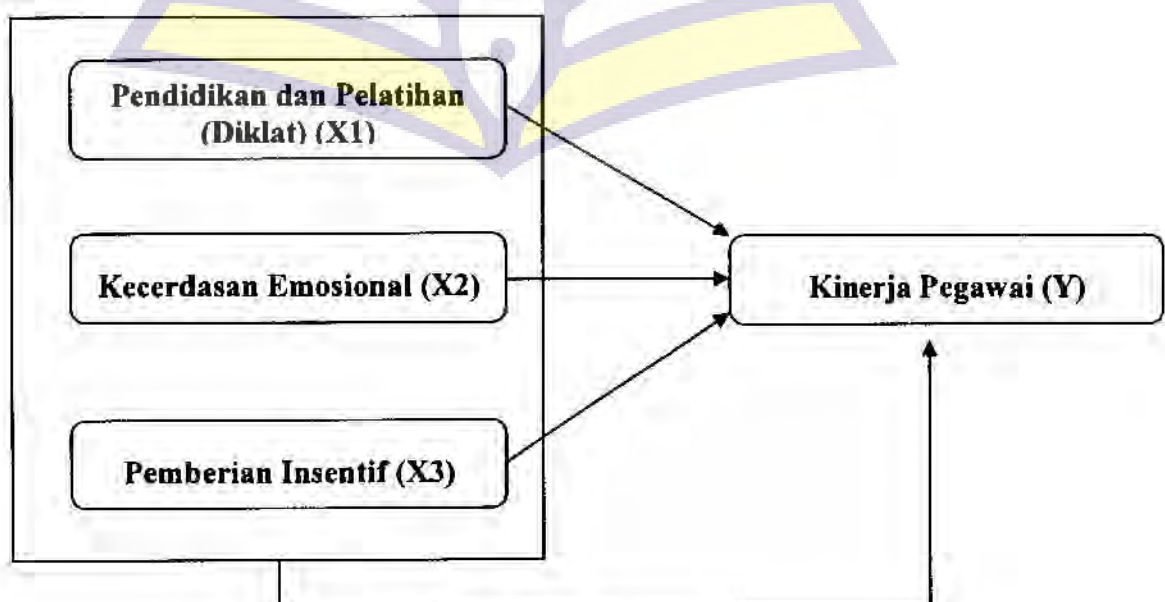 Pendidikan dan Pelatihan
(Diklat) (X1)
Kecerdasan Emosional (X2)
Kinerja Pegawai (Y)
Pemberian Insentif (X3)